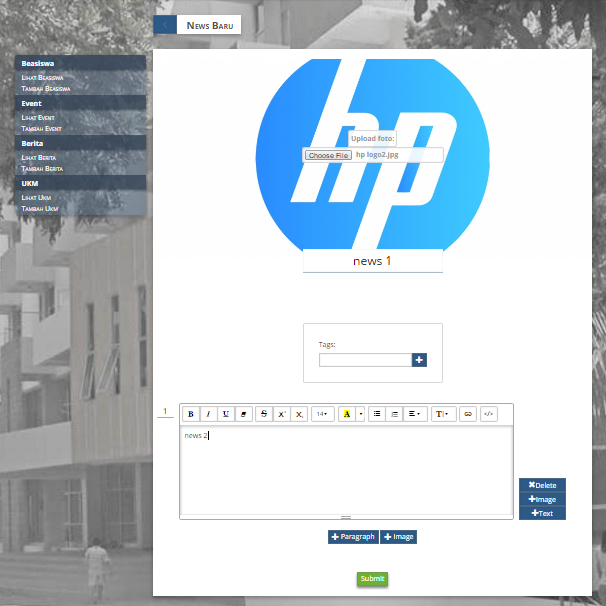 News Baru
Beasiswa
Lihat Beasiswa
Tambah Beasiswa
Event
Lihat Event
Tambah Event
Berita
Lihat Berita
Tambah Berita
UKM
Lihat Ukm
Tambah Ukm
hp
Upload foto:
Choose File hp logo2.jpg
news 1
Tags:
1
B I U S X X, 14 A T </>
news 2
Delete
Image
Text
Paragraph Image
Submit